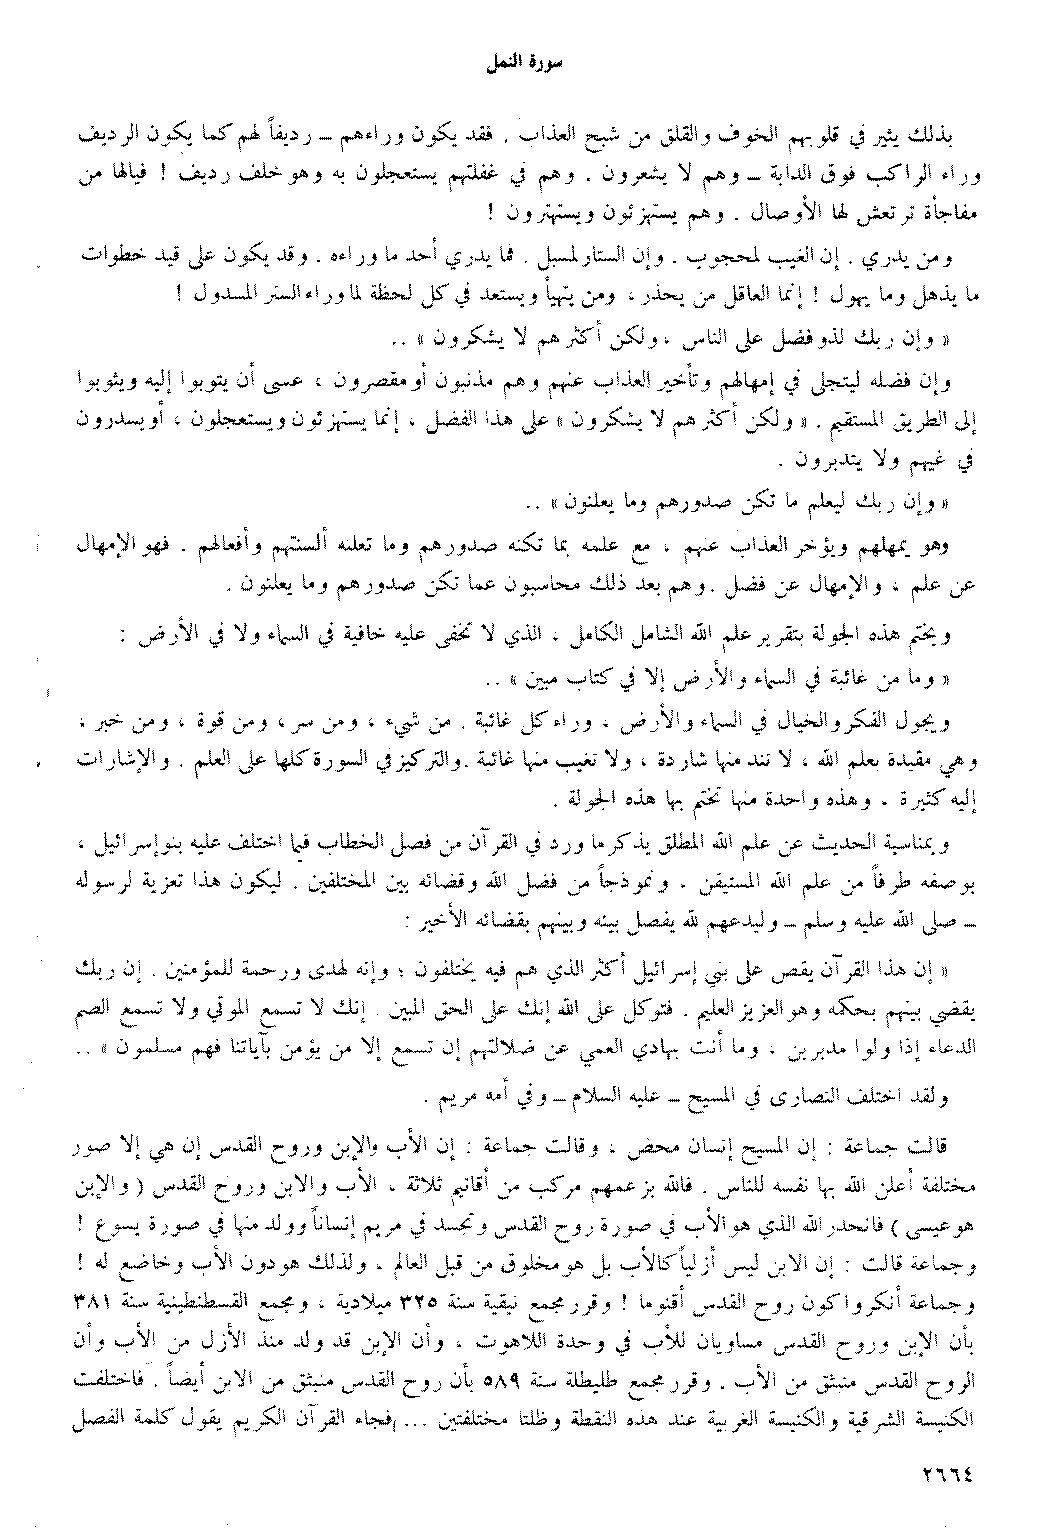 سورة النمل
بذلك يثير في قلوبهم الخوف والقلق من شبح العذاب . فقد يكون وراءهم – رديفاً لهم كما يكون الرديف
وراء الراكب فوق الدابة – وهم لا يشعرون . وهم في غفلتهم يستعجلون به وهو خلف رديف ! فيالها من
مفاجأة ترتعش لها الأوصال . وهم يستهزئون ويستهترون !
ومن يدري . إن الغيب لمحجوب . وإن الستار لمسبل . فما يدري أحد ما وراءه . وقد يكون على قيد خطوات
ما يذهل وما يهول ! إنما العاقل من يحذر ، ومن يتهيأ ويستعد في كل لحظة لما وراء الستر المسدول !
« وإن ربك لذو فضل على الناس ، ولكن أكثرهم لا يشكرون » ..
وإن فضله ليتجلى في إمهالهم وتأخير العذاب عنهم وهم مذنبون أو مقصرون ، عسى أن يتوبوا إليه ويثوبوا
إلى الطريق المستقيم . « ولكن أكثرهم لا يشكرون » على هذا الفضل ، إنما يستهزئون ويستعجلون ، أو يسدرون
في غيهم ولا يتدبرون .
« وإن ربك ليعلم ما تكن صدورهم وما يعلنون » ..
وهو يمهلهم ويؤخر العذاب عنهم ، مع علمه بما تكنه صدورهم وما تعلنه ألسنتهم وأفعالهم . فهو الإمهال
عن علم ، والإمهال عن فضل . وهم بعد ذلك محاسبون عما تكن صدورهم وما يعلنون .
ويختم هذه الجولة بتقرير علم الله الشامل الكامل ، الذي لا تخفى عليه خافية في السماء ولا في الأرض :
« وما من غائبة في السماء والأرض إلا في كتاب مبين » ..
ويجول الفكر والخيال في السماء والأرض ، وراء كل غائبة . من شيء ، ومن سر ، ومن قوة ، ومن خبر ،
وهي مقيدة بعلم الله ، لا تند منها شاردة ، ولا تغيب منها غائبة . والتركيز في السورة كلها على العلم . والإشارات
إليه كثيرة ، وهذه واحدة منها تختم بها هذه الجولة .
وبمناسبة الحديث عن علم الله المطلق يذكر ما ورد في القرآن من فصل الخطاب فيما اختلف عليه بنو إسرائيل ،
بوصفه طرفاً من علم الله المستيقن ، ونموذجاً من فضل الله وقضائه بين المختلفين . ليكون هذا تعزية لرسوله
– صلى الله عليه وسلم – وليدعهم لله يفصل بينه وبينهم بقضائه الأخير :
« إن هذا القرآن يقص على بني إسرائيل أكثر الذي هم فيه يختلفون ؛ وإنه لهدى ورحمة للمؤمنين . إن ربك
يقضي بينهم بحكمه وهو العزيز العليم . فتوكل على الله إنك على الحق المبين . إنك لا تسمع الموتى ولا تسمع الصم
الدعاء إذا ولوا مدبرين ، وما أنت بهادي العمي عن ضلالتهم إن تسمع إلا من يؤمن بآياتنا فهم مسلمون » ..
ولقد اختلف النصارى في المسيح – عليه السلام – وفي أمه مريم .
قالت جماعة : إن المسيح إنسان محض ، وقالت جماعة : إن الأب والإبن وروح القدس إن هي إلا صور
مختلفة أعلن الله بها نفسه للناس . فالله بزعمهم مركب من أقانيم ثلاثة ، الأب والابن وروح القدس ( والإبن
هو عيسى ) فانحدر الله الذي هو الأب في صورة روح القدس وتجسد في مريم إنساناً وولد منها في صورة يسوع !
وجماعة قالت : إن الابن ليس أزلياً كالأب بل هو مخلوق من قبل العالم ، ولذلك هو دون الأب وخاضع له !
وجماعة أنكروا كون روح القدس أقنوما ! وقرر مجمع نيقية سنة ٣٢٥ ميلادية ، ومجمع القسطنطينية سنة ٣٨١
بأن الإبن وروح القدس مساويان للأب في وحدة اللاهوت ، وأن الإبن قد ولد منذ الأزل من الأب وأن
الروح القدس منبثق من الأب . وقرر مجمع طليطلة سنة ٥٨٩ بأن روح القدس منبثق من الابن أيضاً . فاختلفت
الكنيسة الشرقية والكنيسة الغربية عند هذه النقطة وظلتا مختلفتين ... فجاء القرآن الكريم يقول كلمة الفصل
٢٦٦٤